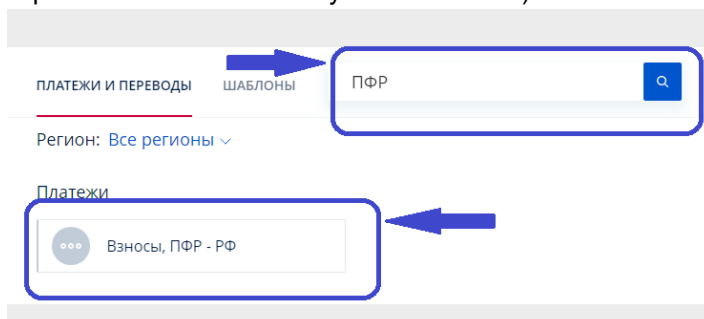 ПЛАТЕЖИ И ПЕРЕВОДЫ ШАБЛОНЫ ПФР
Регион: Все регионы
Платежи
Взносы, ПФР - РФ